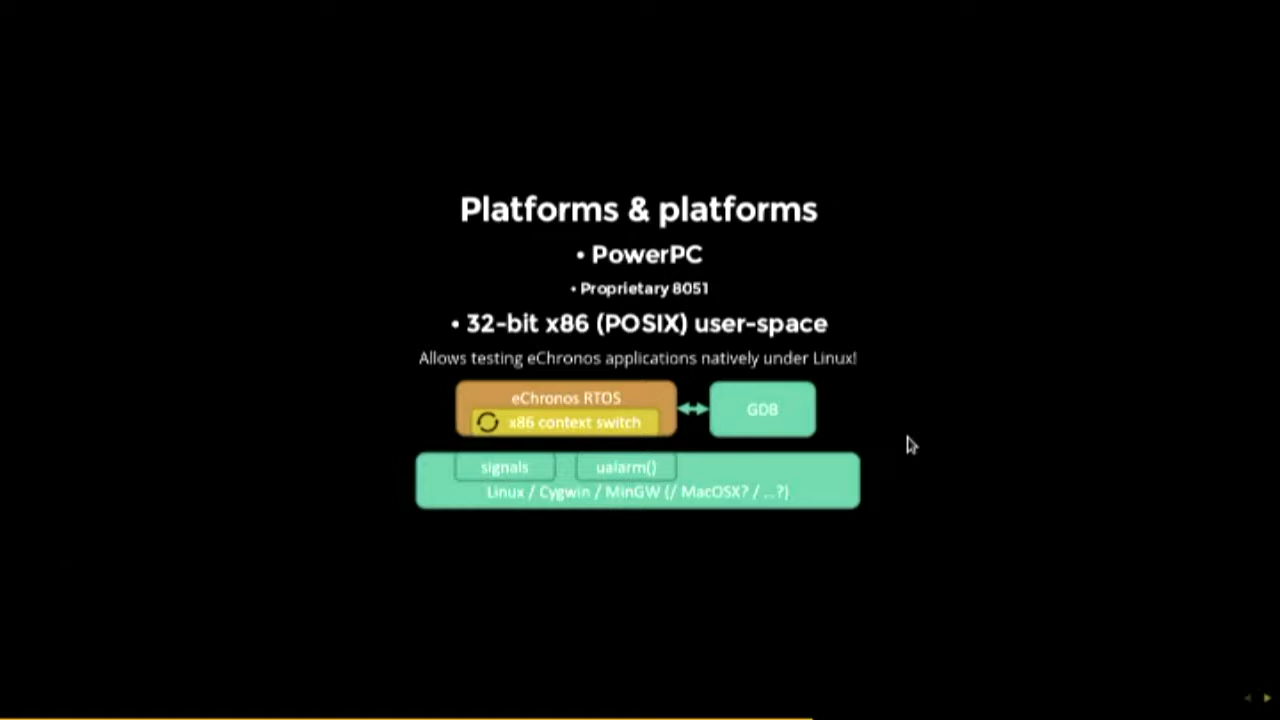 Platforms & platforms
• PowerPC
• Proprietary 8051
• 32-bit x86 (POSIX) user-space
Allows testing eChronos applications natively under Linux!
eChronos RTOS
x86 context switch
GDB
signals
ualarm()
Linux / Cygwin / MinGW (/ MacOSX? / ...?)